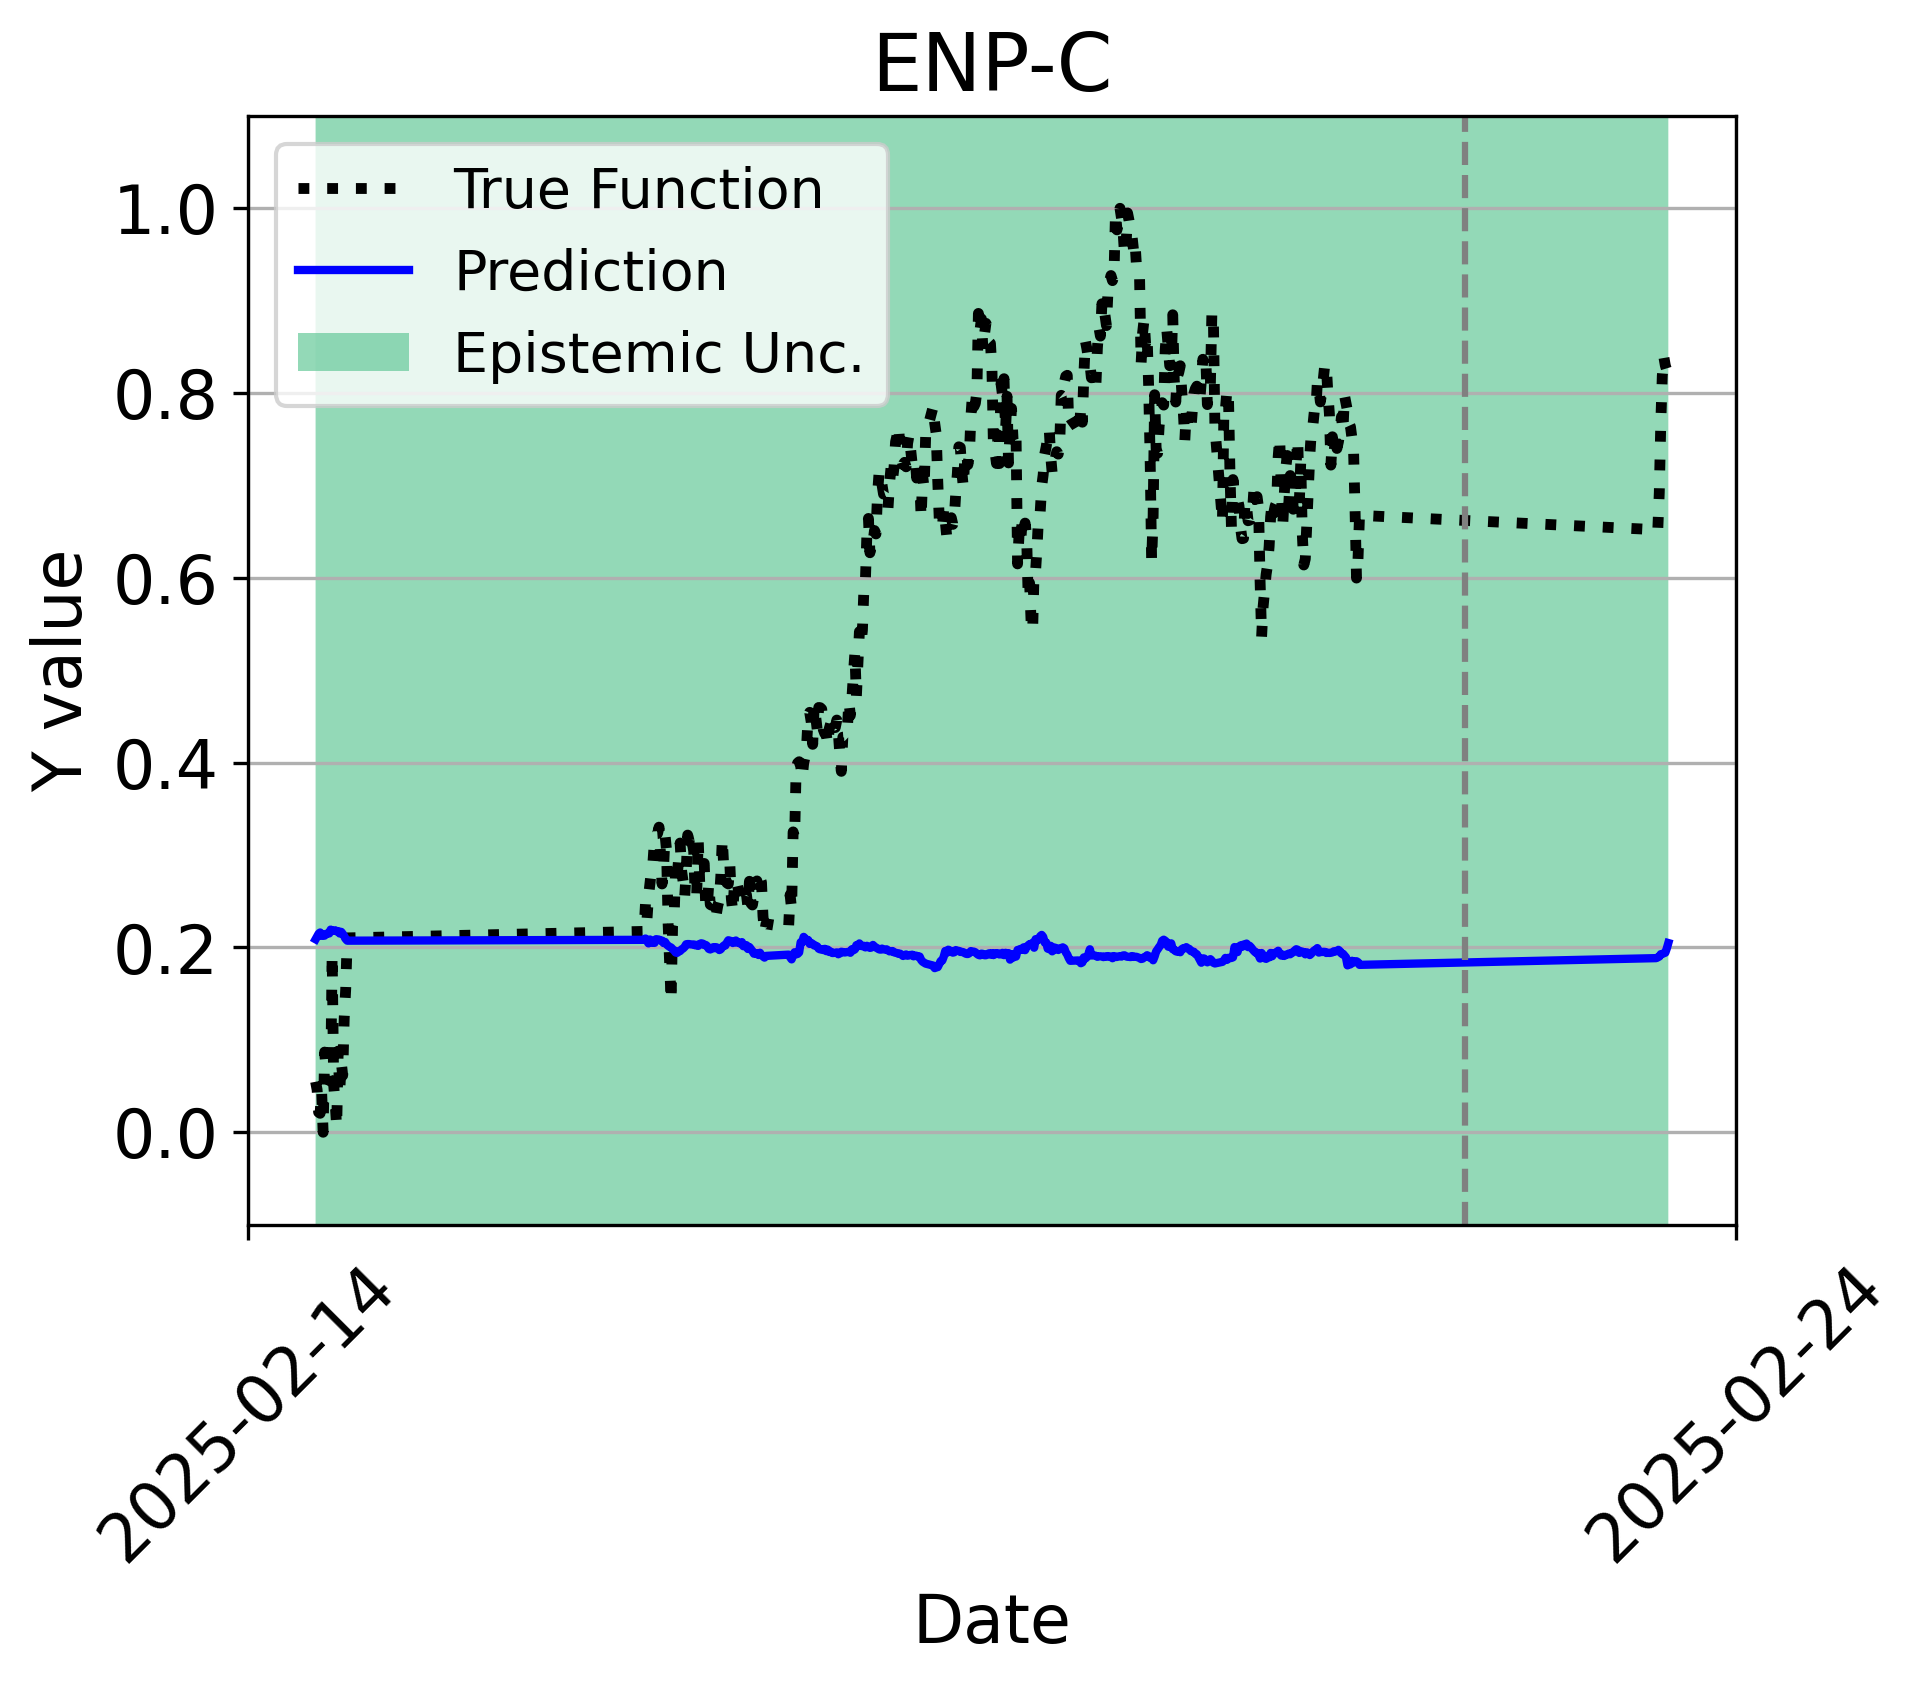 ENP-C
True Function
Prediction
Epistemic Unc.
1.0
0.8
0.6
0.4
0.2
0.0
Y value
2025-02-14
2025-02-24
Date